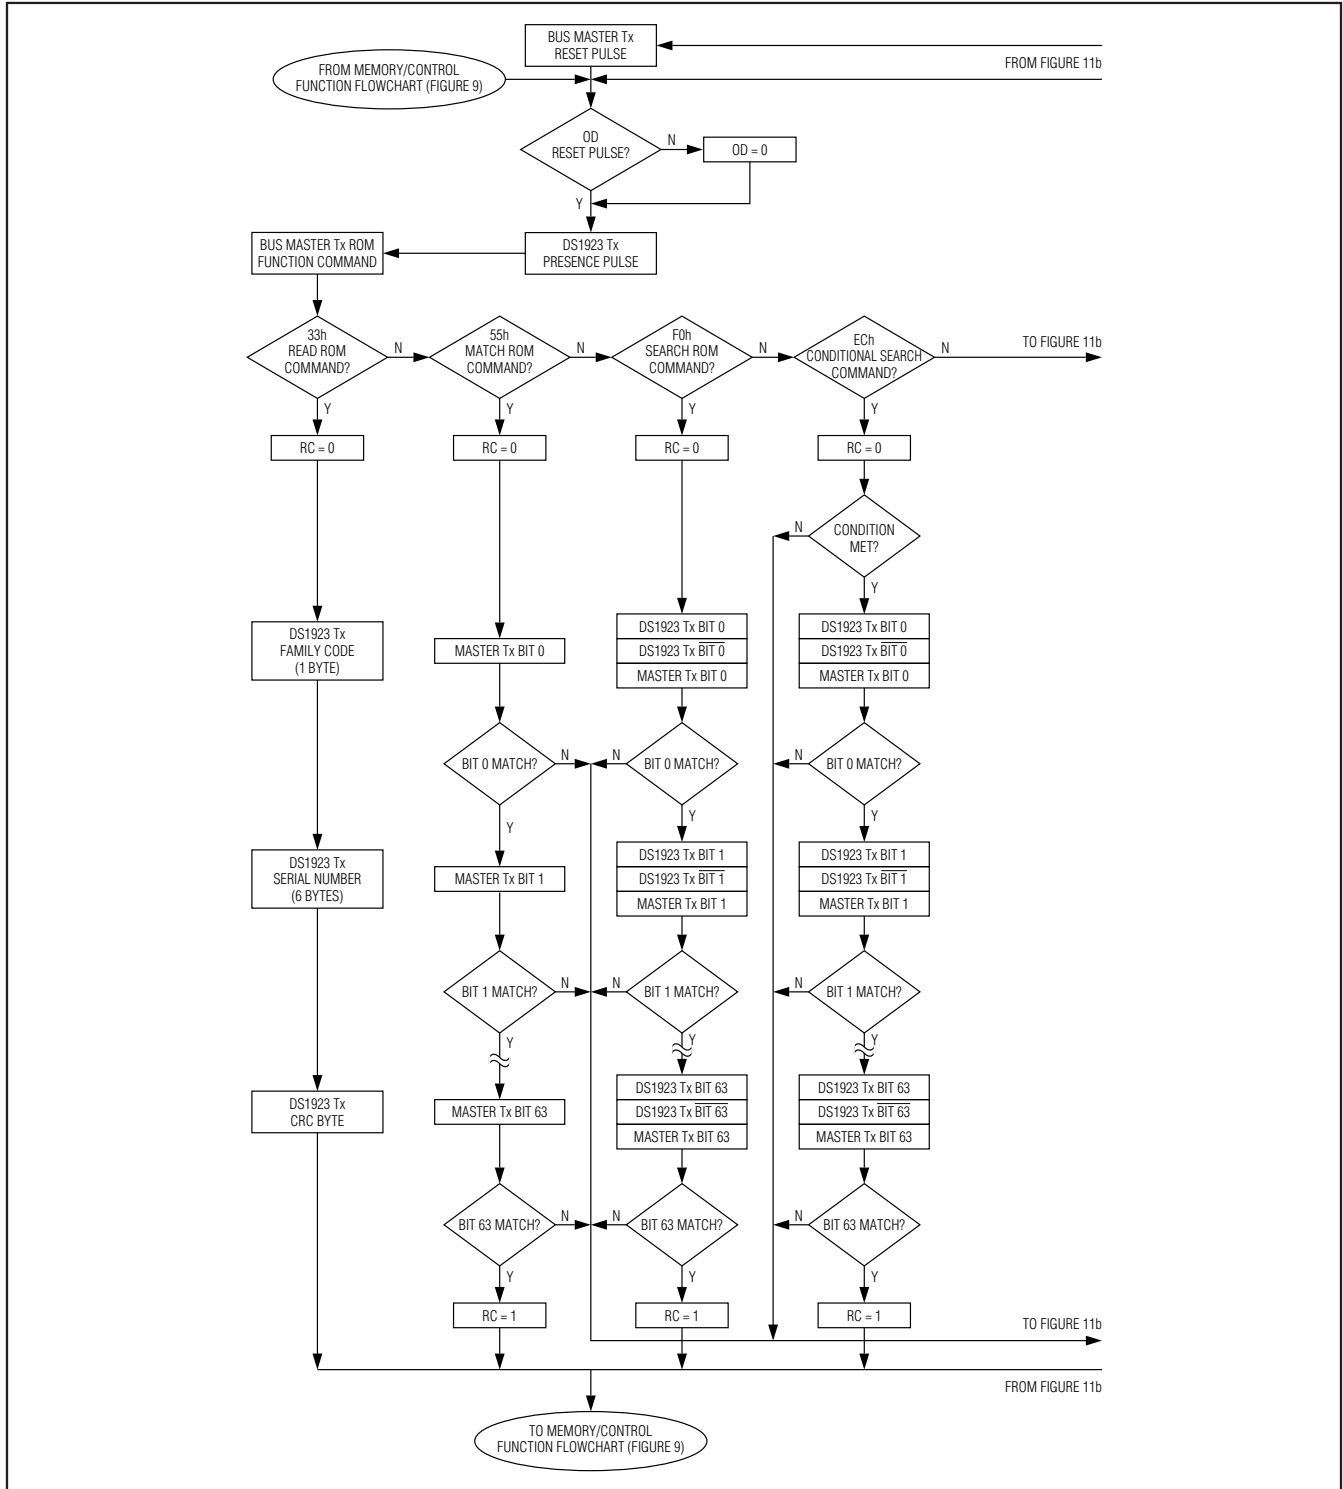 BUS MASTER Tx
RESET PULSE
FROM FIGURE 11b
FROM MEMORY/CONTROL
FUNCTION FLOWCHART (FIGURE 9)
OD
RESET PULSE?
N
OD = 0
Y
BUS MASTER Tx ROM
FUNCTION COMMAND
DS1923 Tx
PRESENCE PULSE
33h
READ ROM
COMMAND?
N
55h
MATCH ROM
COMMAND?
N
F0h
SEARCH ROM
COMMAND?
N
ECh
CONDITIONAL SEARCH
COMMAND?
N
TO FIGURE 11b
Y
Y
Y
Y
RC = 0
RC = 0
RC = 0
RC = 0
N
CONDITION
MET?
Y
DS1923 Tx
FAMILY CODE
(1 BYTE)
MASTER Tx BIT 0
DS1923 Tx BIT 0
DS1923 Tx BIT 0
MASTER Tx BIT 0
DS1923 Tx BIT 0
DS1923 Tx BIT 0
MASTER Tx BIT 0
BIT 0 MATCH?
N
N
BIT 0 MATCH?
N
BIT 0 MATCH?
Y
Y
Y
DS1923 Tx
SERIAL NUMBER
(6 BYTES)
MASTER Tx BIT 1
DS1923 Tx BIT 1
DS1923 Tx BIT 1
MASTER Tx BIT 1
DS1923 Tx BIT 1
DS1923 Tx BIT 1
MASTER Tx BIT 1
BIT 1 MATCH?
N
N
BIT 1 MATCH?
N
BIT 1 MATCH?
Y
Y
Y
DS1923 Tx
CRC BYTE
MASTER Tx BIT 63
DS1923 Tx BIT 63
DS1923 Tx BIT 63
MASTER Tx BIT 63
DS1923 Tx BIT 63
DS1923 Tx BIT 63
MASTER Tx BIT 63
BIT 63 MATCH?
N
N
BIT 63 MATCH?
N
BIT 63 MATCH?
Y
Y
Y
RC = 1
RC = 1
RC = 1
TO FIGURE 11b
FROM FIGURE 11b
TO MEMORY/CONTROL
FUNCTION FLOWCHART (FIGURE 9)